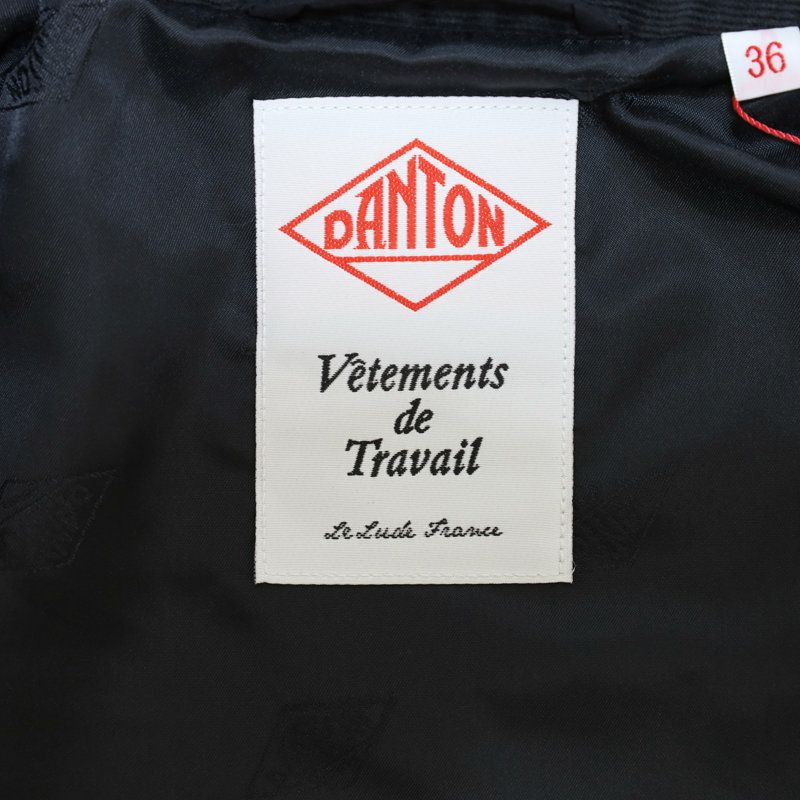 36
DANTON
Vêtements
de
Travail
Le Lude France